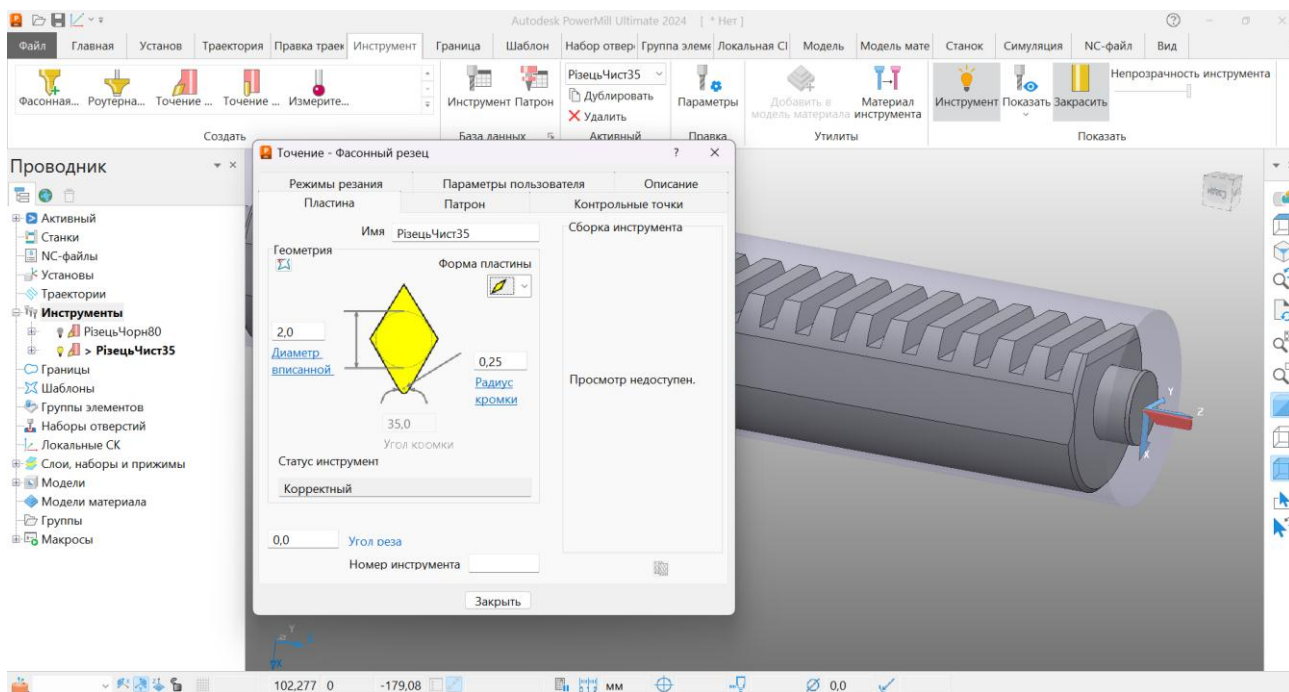 Autodesk PowerMill Ultimate 2024 [ * Нет ]
Файл Главная Установ Траектория Правка траек Инструмент Граница Шаблон Набор отвер Группа элеме Локальная СІ Модель Модель мате Станок Симуляция NC-файл Вид
Фасонная... Роутерна... Точение ... Точение ... Измерите...
Инструмент Патрон
РізецьЧист35
Дублировать
Удалить
Параметры
Добавить в модель материала
Материал инструмента
Инструмент Показать Закрасить
Непрозрачность инструмента
Создать База данных Активный Правка Утилиты Показать
Проводник
Активный
Станки
NC-файлы
Установы
Траектории
Инструменты
РізецьЧорн80
> РізецьЧист35
Границы
Шаблоны
Группы элементов
Наборы отверстий
Локальные СК
Слои, наборы и прижимы
Модели
Модели материала
Группы
Макросы
Точение - Фасонный резец ? ×
Режимы резания Параметры пользователя Описание
Пластина Патрон Контрольные точки
Имя РізецьЧист35
Геометрия
Форма пластины
2,0
Диаметр вписанной
0,25
Радиус кромки
35,0
Угол кромки
Статус инструмент
Корректный
0,0 Угол реза
Номер инструмента
Сборка инструмента
Просмотр недоступен.
Закрыть
Y
Z
X
Y
X
102,277 0 -179,08 мм 0,0